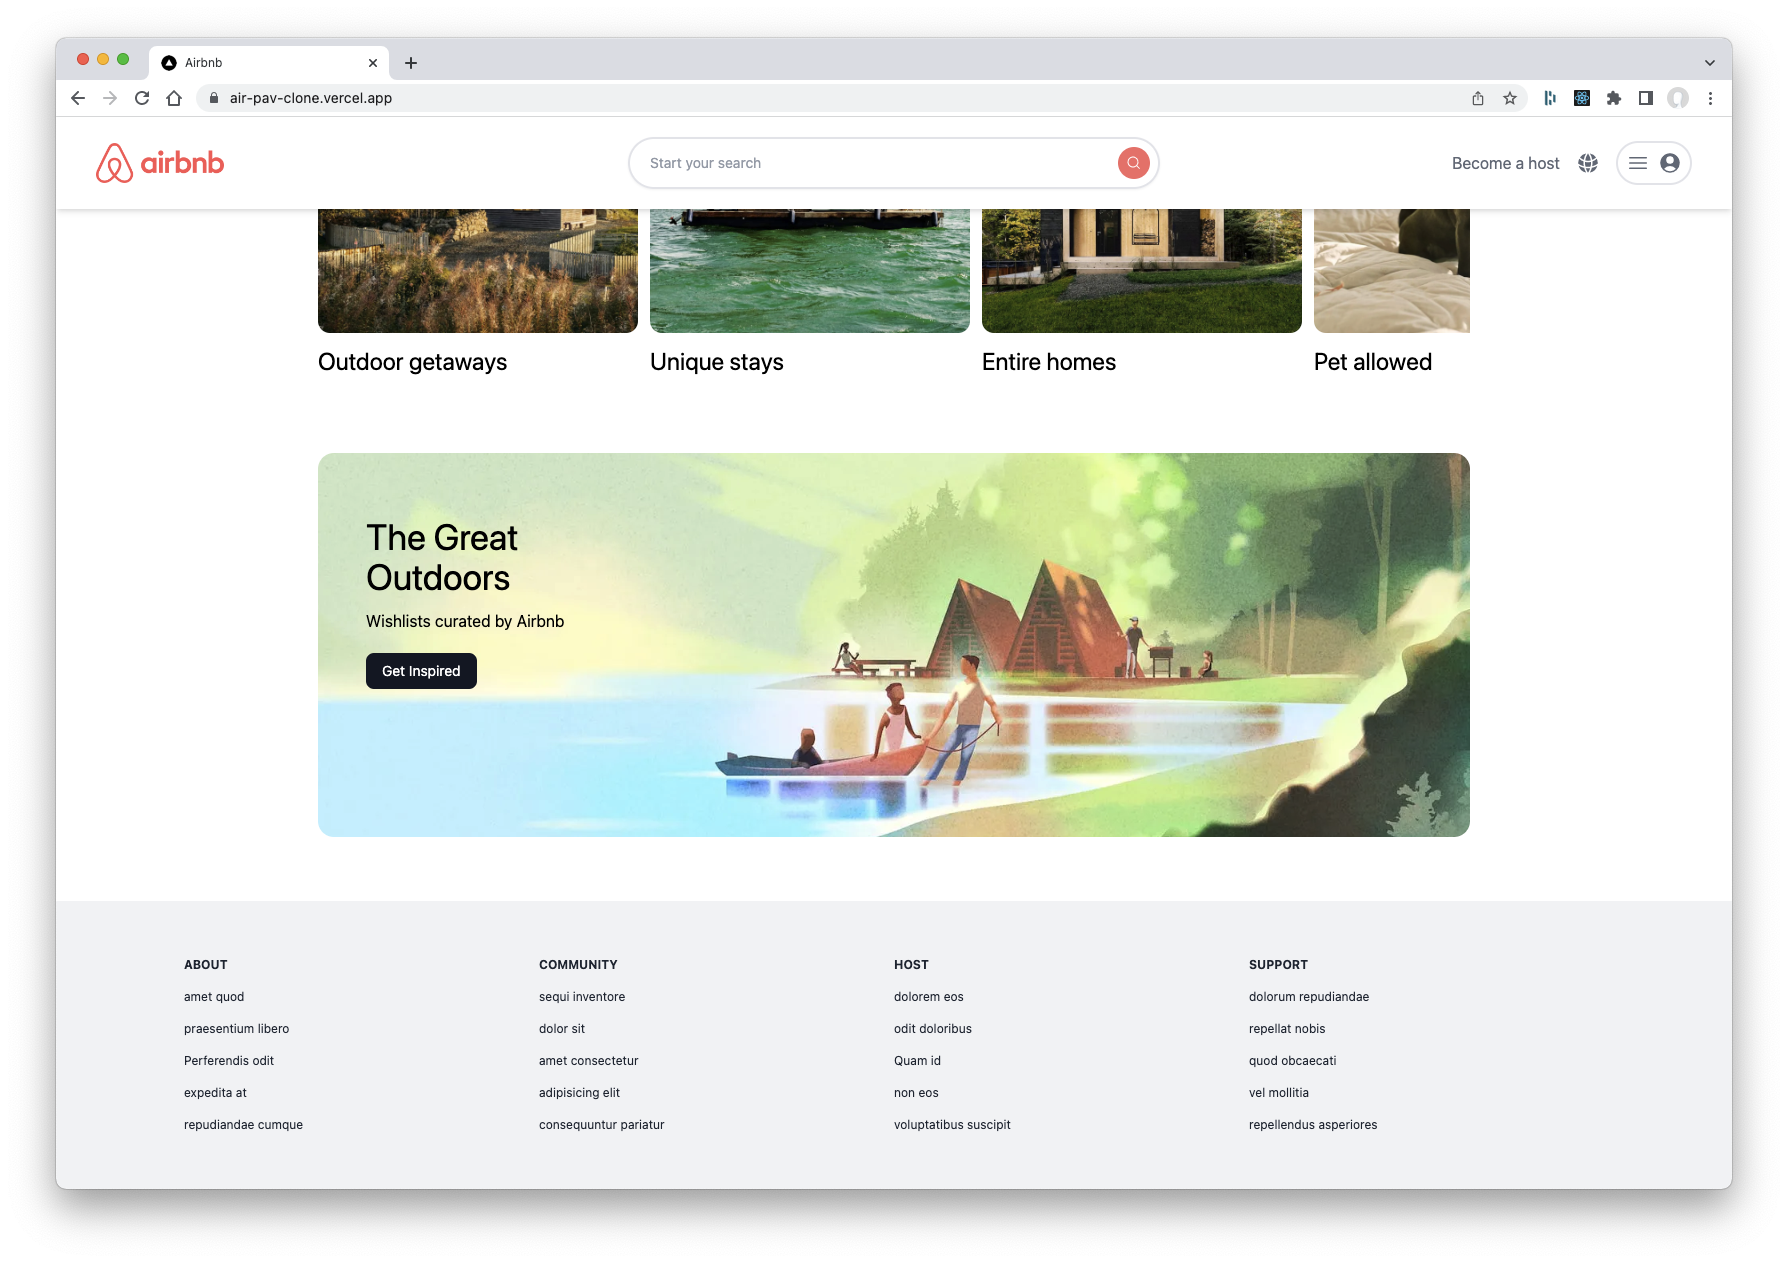 Airbnb
air-pav-clone.vercel.app
airbnb
Start your search
Become a host
Outdoor getaways
Unique stays
Entire homes
Pet allowed
The Great
Outdoors
Wishlists curated by Airbnb
Get Inspired
ABOUT
amet quod
praesentium libero
Perferendis odit
expedita at
repudiandae cumque
COMMUNITY
sequi inventore
dolor sit
amet consectetur
adipisicing elit
consequuntur pariatur
HOST
dolorem eos
odit doloribus
Quam id
non eos
voluptatibus suscipit
SUPPORT
dolorum repudiandae
repellat nobis
quod obcaecati
vel mollitia
repellendus asperiores